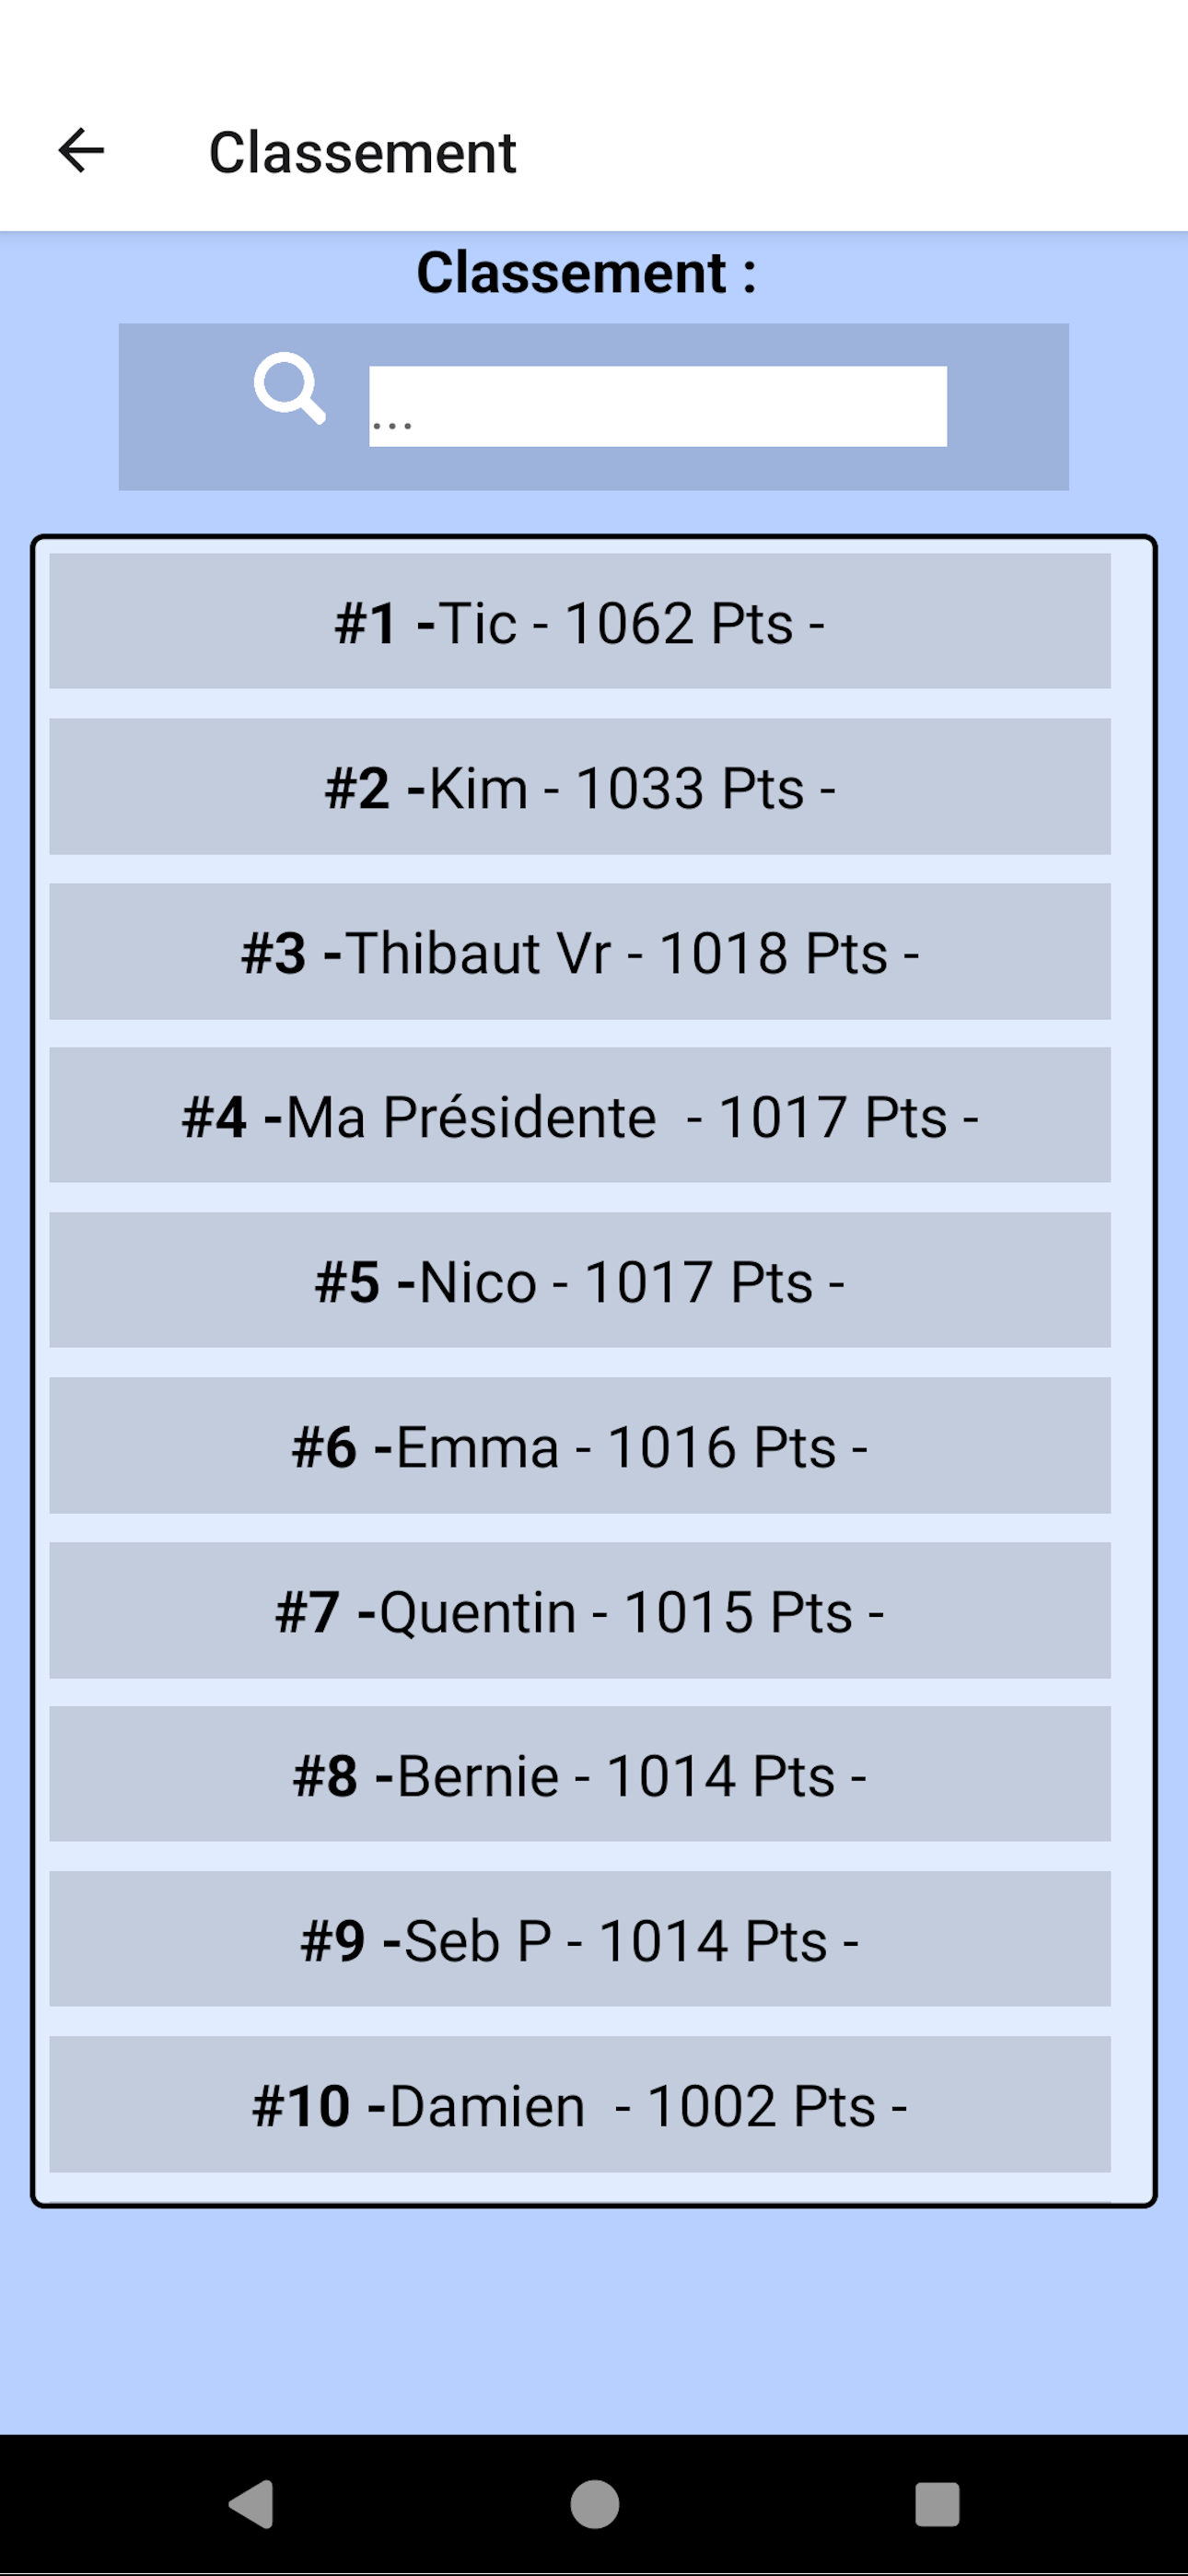 Classement
Classement :
...
#1 -Tic - 1062 Pts -
#2 -Kim - 1033 Pts -
#3 -Thibaut Vr - 1018 Pts -
#4 -Ma Présidente  - 1017 Pts -
#5 -Nico - 1017 Pts -
#6 -Emma - 1016 Pts -
#7 -Quentin - 1015 Pts -
#8 -Bernie - 1014 Pts -
#9 -Seb P - 1014 Pts -
#10 -Damien  - 1002 Pts -